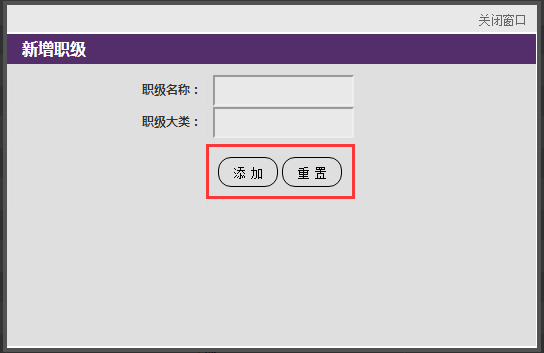 关闭窗口
新增职级
职级名称：
职级大类：
添 加 重 置